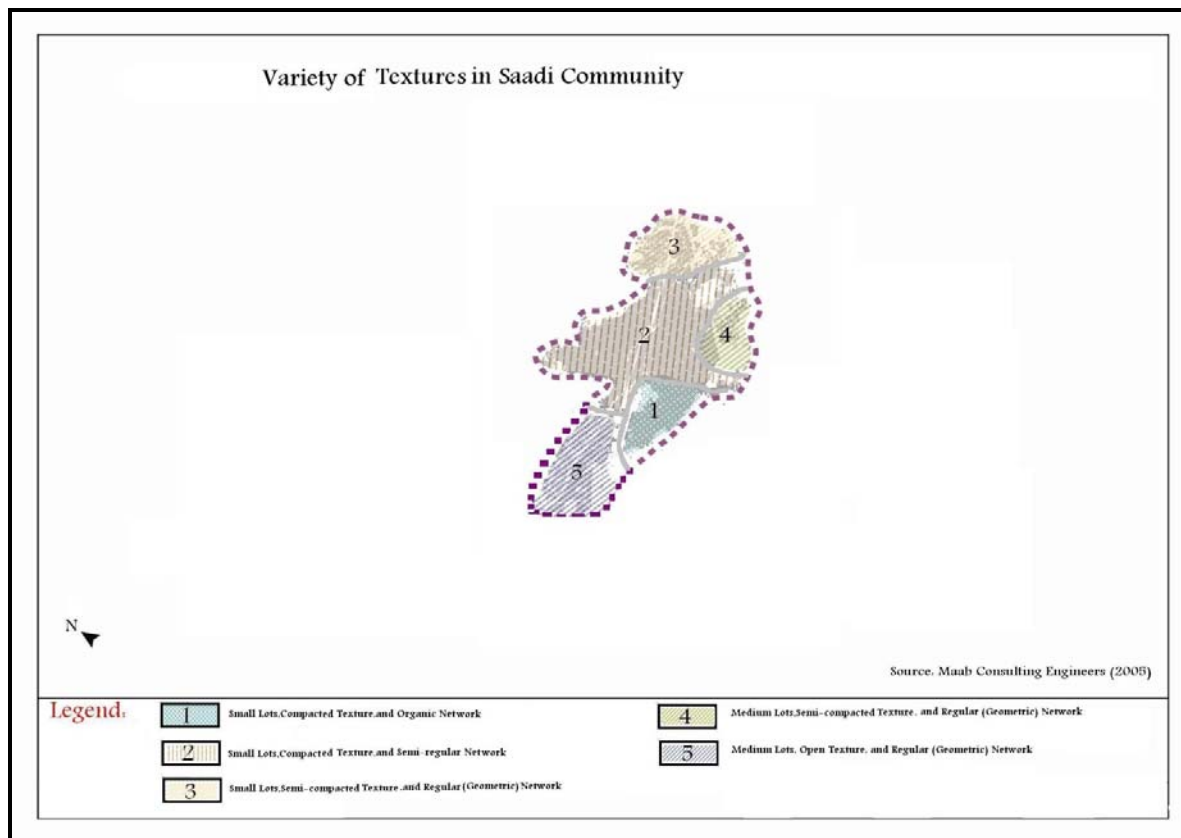 Variety of Textures in Saadi Community
3
2
4
1
5
N
Source. Maab Consulting Engineers (2005)
Legend:
1 Small Lots,Compacted Texture,and Organic Network
2 Small Lots,Compacted Texture,and Semi-regular Network
3 Small Lots,Semi-compacted Texture.and Regular (Geometric) Network
4 Medium Lots,Semi-compacted Texture. and Regular (Geometric) Network
5 Medium Lots. Open Texture. and Regular (Geometric) Network